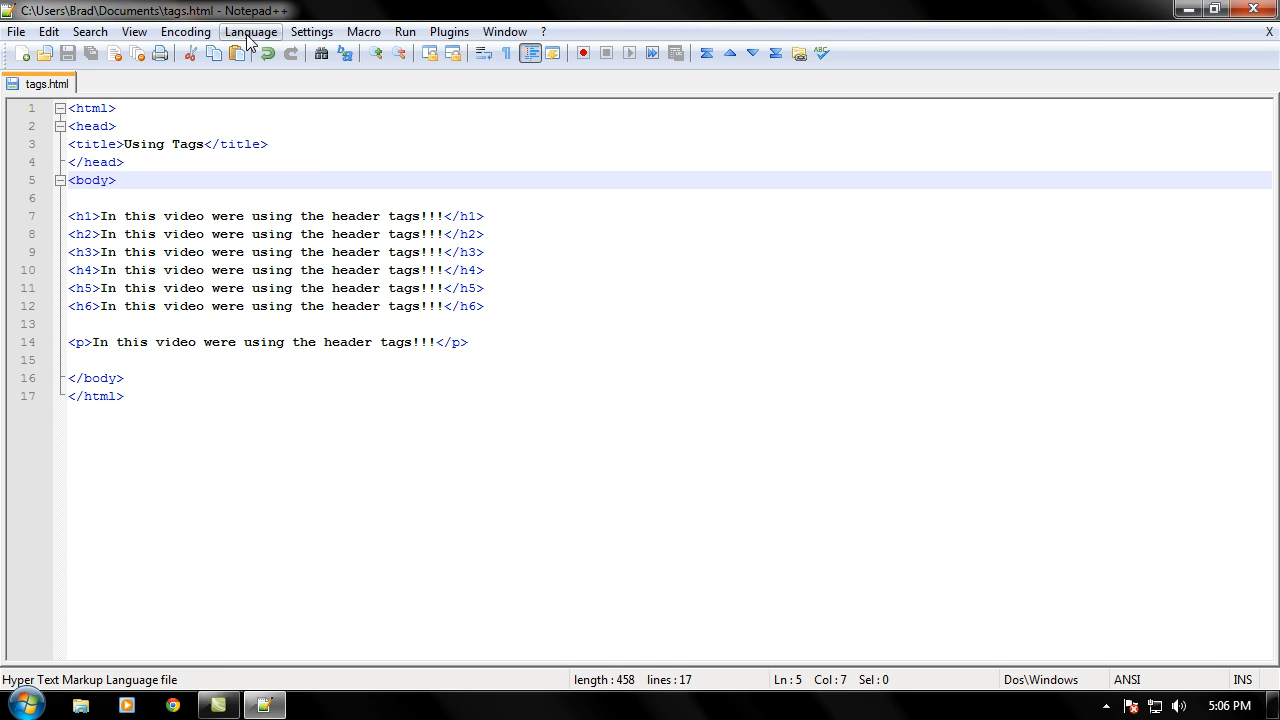 C:\Users\Brad\Documents\tags.html - Notepad++
File Edit Search View Encoding Language Settings Macro Run Plugins Window ? X
tags.html
1 <html>
2 <head>
3 <title>Using Tags</title>
4 </head>
5 <body>
6
7 <h1>In this video were using the header tags!!!</h1>
8 <h2>In this video were using the header tags!!!</h2>
9 <h3>In this video were using the header tags!!!</h3>
10 <h4>In this video were using the header tags!!!</h4>
11 <h5>In this video were using the header tags!!!</h5>
12 <h6>In this video were using the header tags!!!</h6>
13
14 <p>In this video were using the header tags!!!</p>
15
16 </body>
17 </html>
Hyper Text Markup Language file length : 458 lines : 17 Ln : 5 Col : 7 Sel : 0 Dos\Windows ANSI INS
5:06 PM